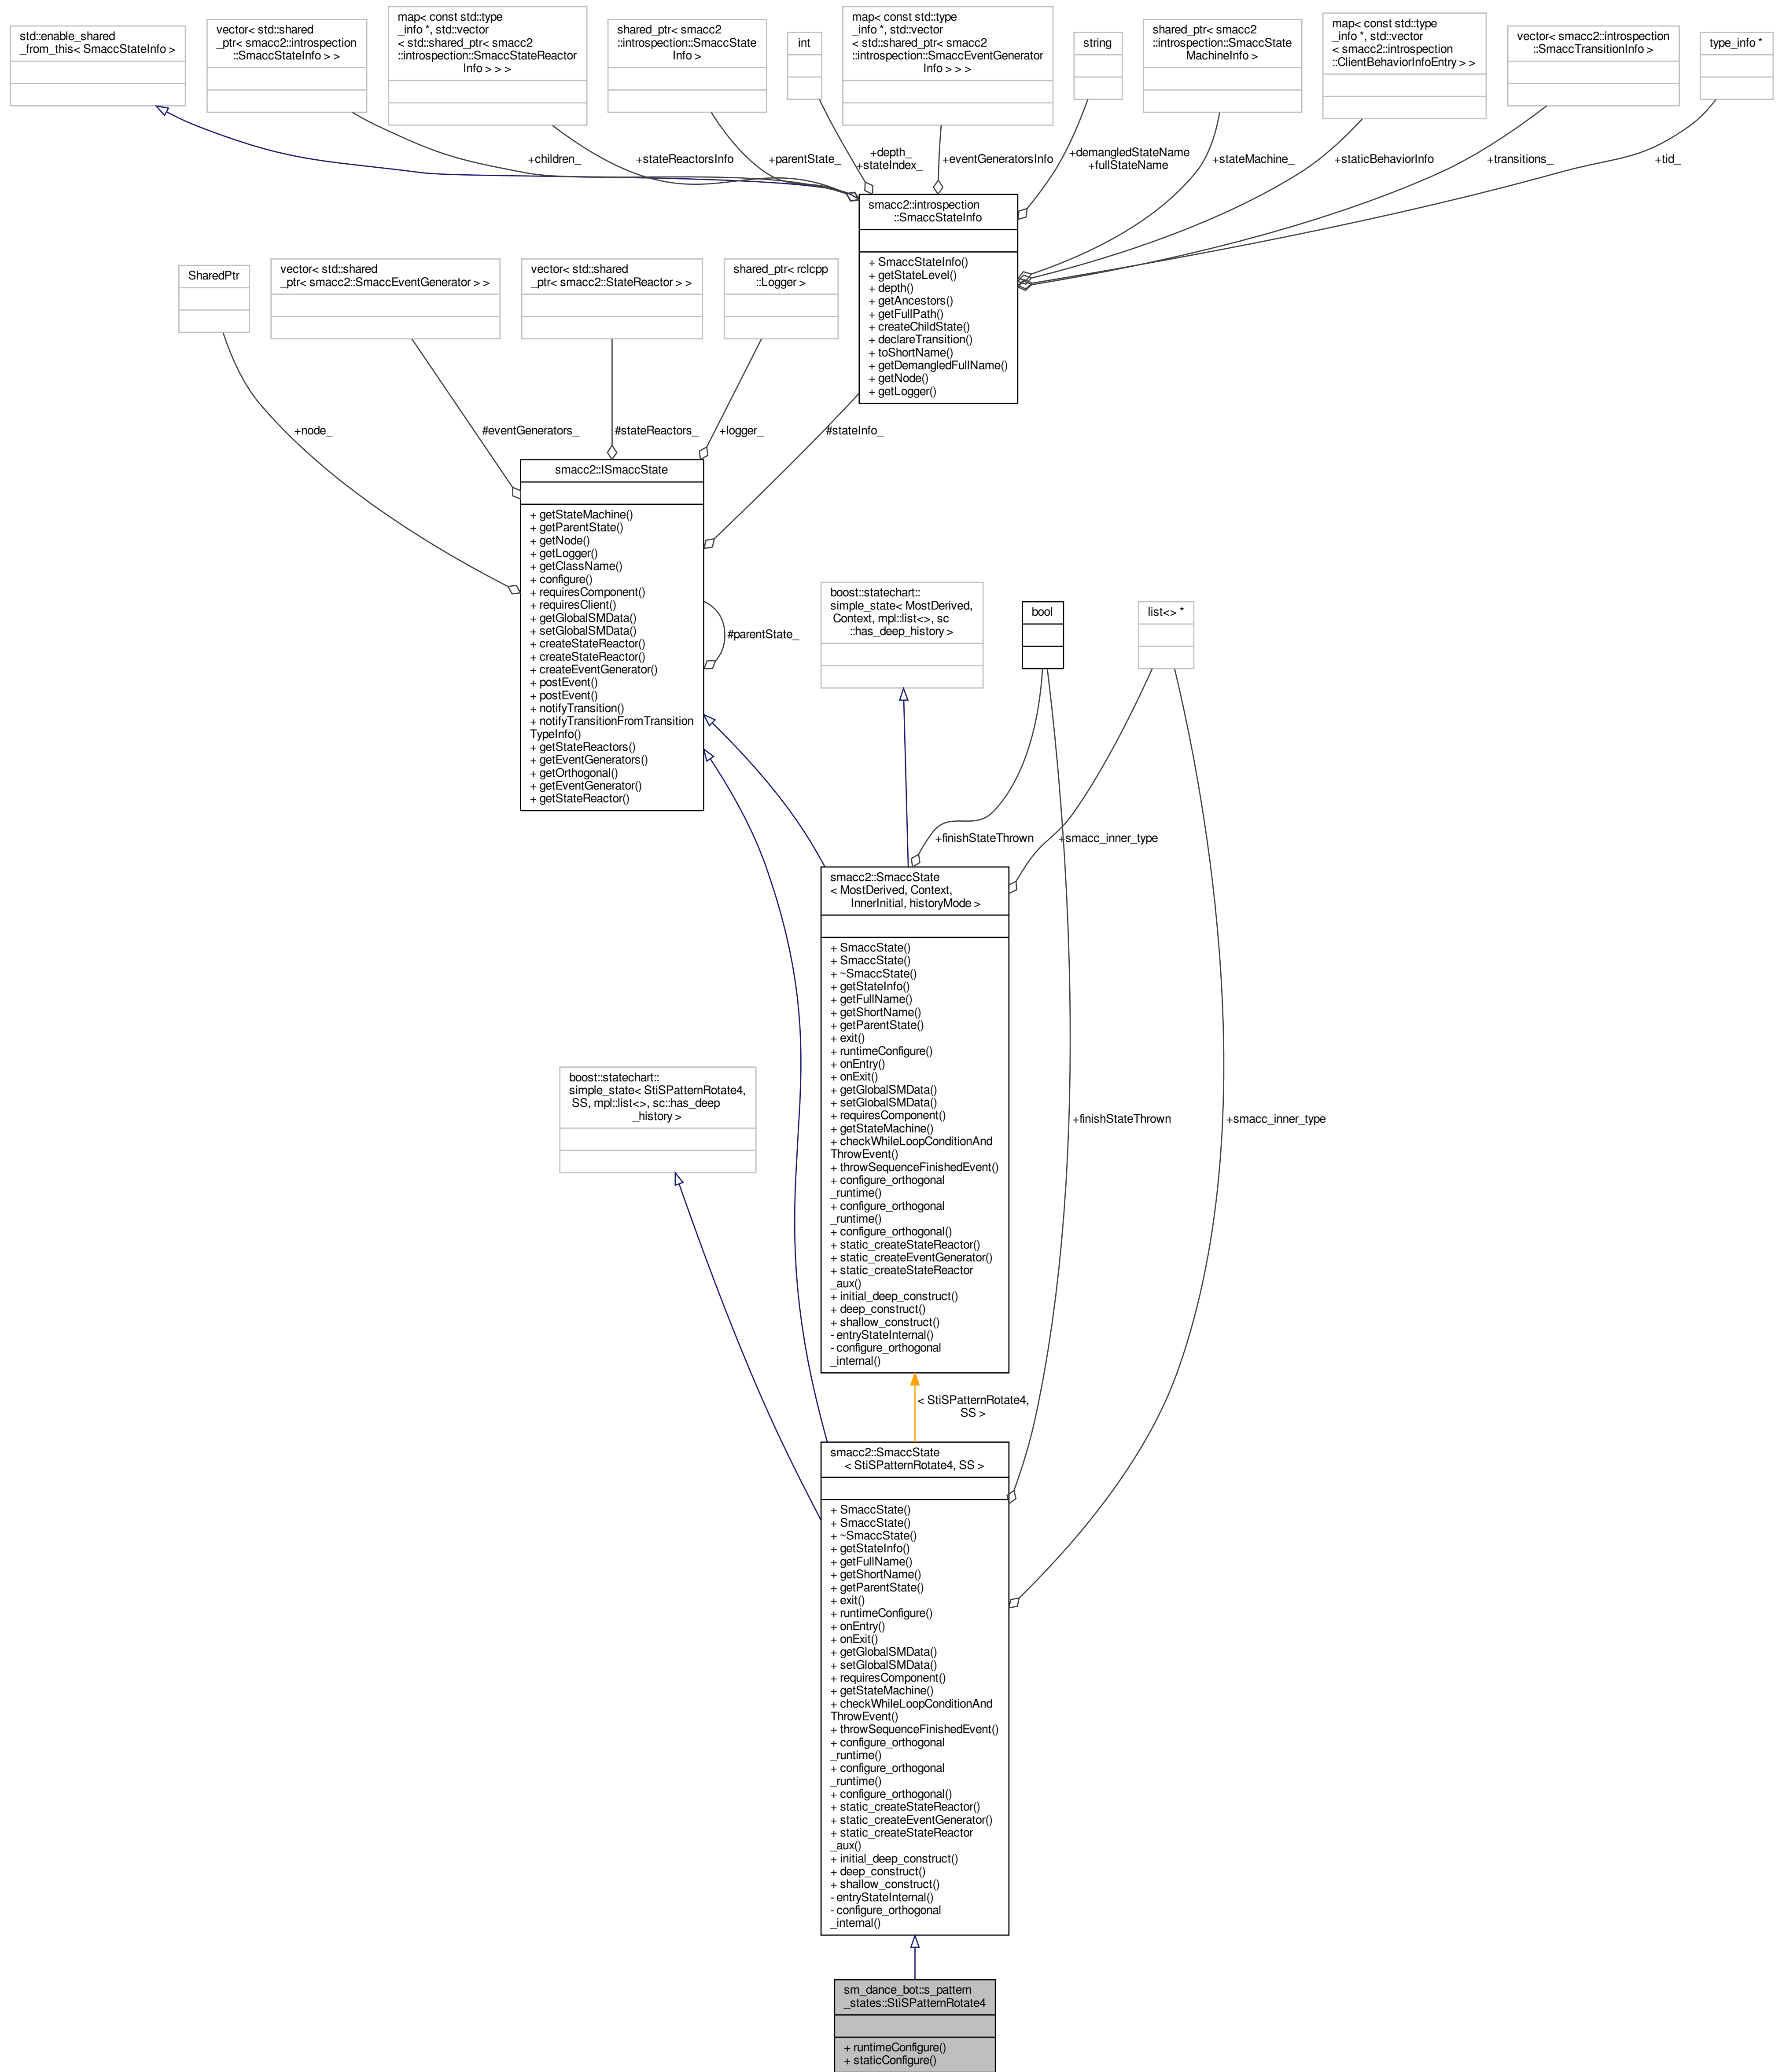 std::enable_shared
_from_this< SmaccStateInfo >
vector< std::shared
_ptr< smacc2::introspection
::SmaccStateInfo > >
map< const std::type
_info *, std::vector
< std::shared_ptr< smacc2
::introspection::SmaccStateReactor
Info > > >
shared_ptr< smacc2
::introspection::SmaccState
Info >
int
map< const std::type
_info *, std::vector
< std::shared_ptr< smacc2
::introspection::SmaccEventGenerator
Info > > >
string
shared_ptr< smacc2
::introspection::SmaccState
MachineInfo >
map< const std::type
_info *, std::vector
< smacc2::introspection
::ClientBehaviorInfoEntry > >
vector< smacc2::introspection
::SmaccTransitionInfo >
type_info *
+children_
+stateReactorsInfo
+parentState_
+depth_
+stateIndex_
+eventGeneratorsInfo
+demangledStateName
+fullStateName
+stateMachine_
+staticBehaviorInfo
+transitions_
+tid_
smacc2::introspection
::SmaccStateInfo
+ SmaccStateInfo()
+ getStateLevel()
+ depth()
+ getAncestors()
+ getFullPath()
+ createChildState()
+ declareTransition()
+ toShortName()
+ getDemangledFullName()
+ getNode()
+ getLogger()
SharedPtr
vector< std::shared
_ptr< smacc2::SmaccEventGenerator > >
vector< std::shared
_ptr< smacc2::StateReactor > >
shared_ptr< rclcpp
::Logger >
+node_
#eventGenerators_
#stateReactors_
+logger_
#stateInfo_
smacc2::ISmaccState
+ getStateMachine()
+ getParentState()
+ getNode()
+ getLogger()
+ getClassName()
+ configure()
+ requiresComponent()
+ requiresClient()
+ getGlobalSMData()
+ setGlobalSMData()
+ createStateReactor()
+ createStateReactor()
+ createEventGenerator()
+ postEvent()
+ postEvent()
+ notifyTransition()
+ notifyTransitionFromTransition
TypeInfo()
+ getStateReactors()
+ getEventGenerators()
+ getOrthogonal()
+ getEventGenerator()
+ getStateReactor()
#parentState_
boost::statechart::
simple_state< MostDerived,
Context, mpl::list<>, sc
::has_deep_history >
bool
list<> *
+finishStateThrown
+smacc_inner_type
smacc2::SmaccState
< MostDerived, Context,
InnerInitial, historyMode >
+ SmaccState()
+ SmaccState()
+ ~SmaccState()
+ getStateInfo()
+ getFullName()
+ getShortName()
+ getParentState()
+ exit()
+ runtimeConfigure()
+ onEntry()
+ onExit()
+ getGlobalSMData()
+ setGlobalSMData()
+ requiresComponent()
+ getStateMachine()
+ checkWhileLoopConditionAnd
ThrowEvent()
+ throwSequenceFinishedEvent()
+ configure_orthogonal
_runtime()
+ configure_orthogonal
_runtime()
+ configure_orthogonal()
+ static_createStateReactor()
+ static_createEventGenerator()
+ static_createStateReactor
_aux()
+ initial_deep_construct()
+ deep_construct()
+ shallow_construct()
- entryStateInternal()
- configure_orthogonal
_internal()
boost::statechart::
simple_state< StiSPatternRotate4,
SS, mpl::list<>, sc::has_deep
_history >
+finishStateThrown
+smacc_inner_type
< StiSPatternRotate4,
SS >
smacc2::SmaccState
< StiSPatternRotate4, SS >
+ SmaccState()
+ SmaccState()
+ ~SmaccState()
+ getStateInfo()
+ getFullName()
+ getShortName()
+ getParentState()
+ exit()
+ runtimeConfigure()
+ onEntry()
+ onExit()
+ getGlobalSMData()
+ setGlobalSMData()
+ requiresComponent()
+ getStateMachine()
+ checkWhileLoopConditionAnd
ThrowEvent()
+ throwSequenceFinishedEvent()
+ configure_orthogonal
_runtime()
+ configure_orthogonal
_runtime()
+ configure_orthogonal()
+ static_createStateReactor()
+ static_createEventGenerator()
+ static_createStateReactor
_aux()
+ initial_deep_construct()
+ deep_construct()
+ shallow_construct()
- entryStateInternal()
- configure_orthogonal
_internal()
sm_dance_bot::s_pattern
_states::StiSPatternRotate4
+ runtimeConfigure()
+ staticConfigure()